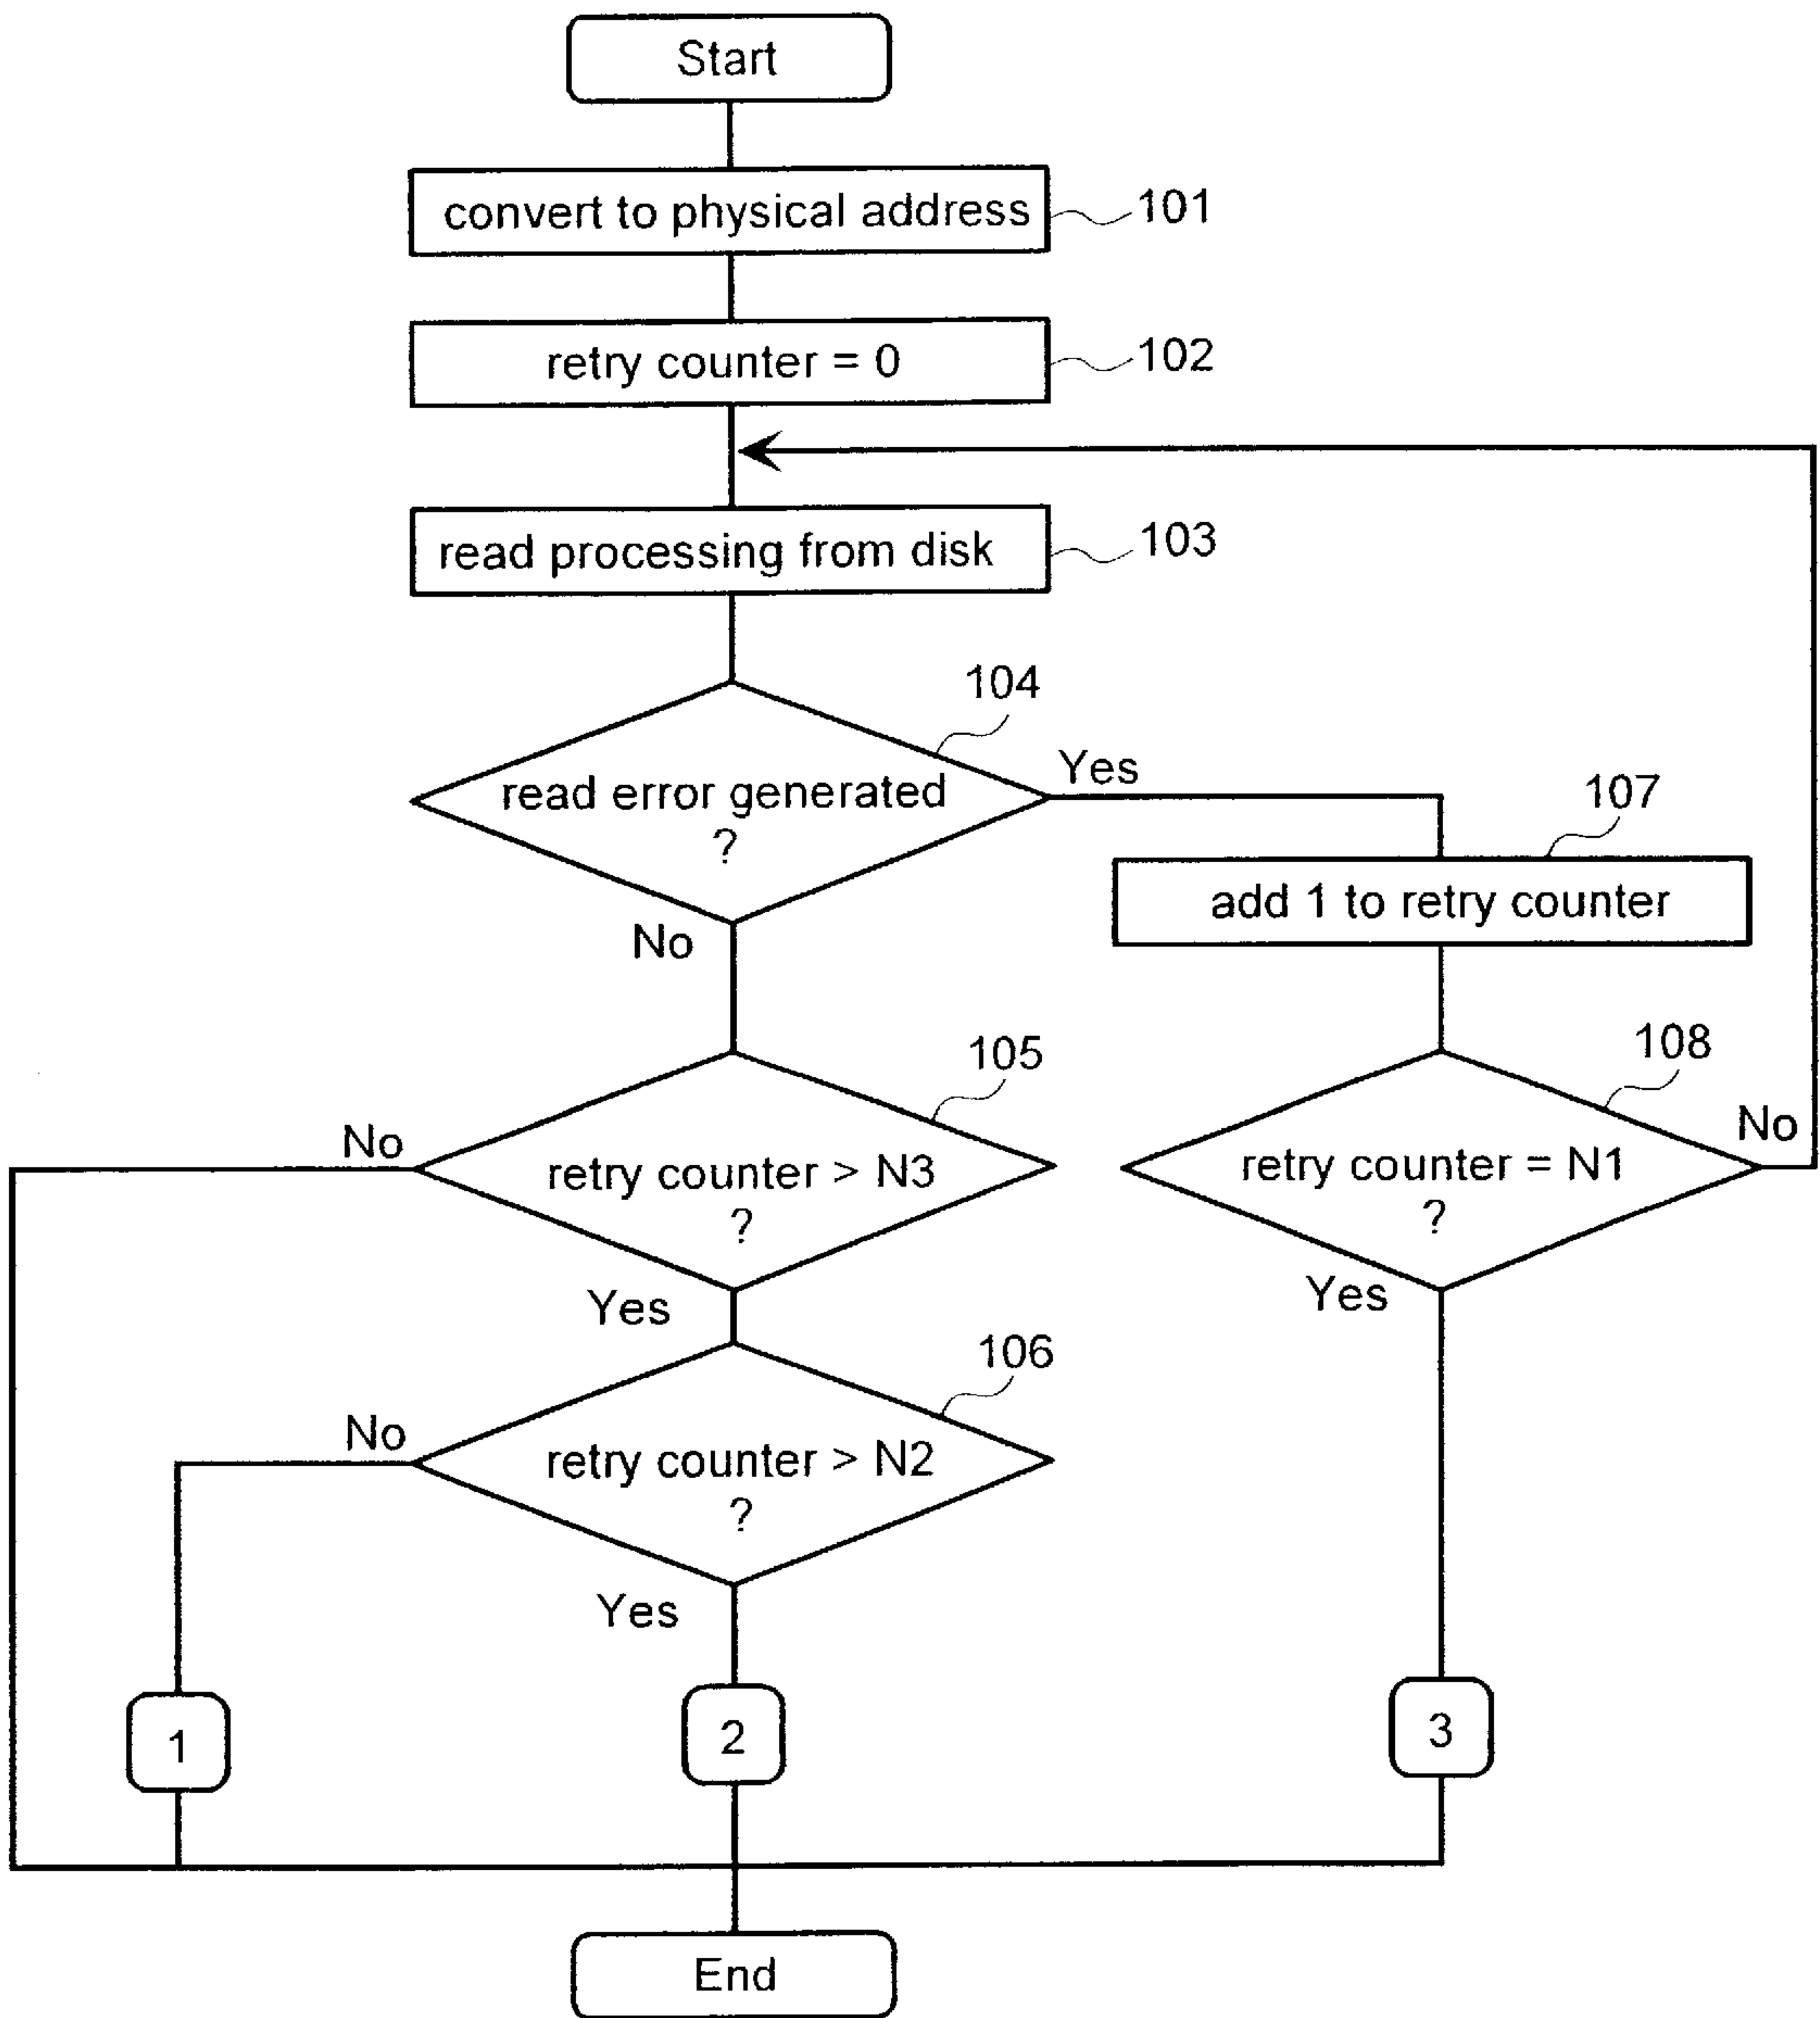 Start
convert to physical address
101
retry counter = 0
102
read processing from disk
103
104
read error generated
?
Yes
No
107
add 1 to retry counter
105
retry counter > N3
?
No
Yes
108
retry counter = N1
?
No
Yes
106
retry counter > N2
?
No
Yes
1
2
3
End